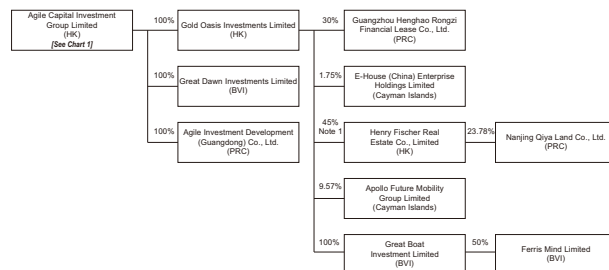 Agile Capital Investment
Group Limited
(HK)
[See Chart 1]
100%
Gold Oasis Investments Limited
(HK)
30%
Guangzhou Henghao Rongzi
Financial Lease Co., Ltd.
(PRC)
100%
Great Dawn Investments Limited
(BVI)
1.75%
E-House (China) Enterprise
Holdings Limited
(Cayman Islands)
100%
Agile Investment Development
(Guangdong) Co., Ltd.
(PRC)
45%
Note 1
Henry Fischer Real
Estate Co., Limited
(HK)
23.78%
Nanjing Qiya Land Co., Ltd.
(PRC)
9.57%
Apollo Future Mobility
Group Limited
(Cayman Islands)
100%
Great Boat
Investment Limited
(BVI)
50%
Ferris Mind Limited
(BVI)